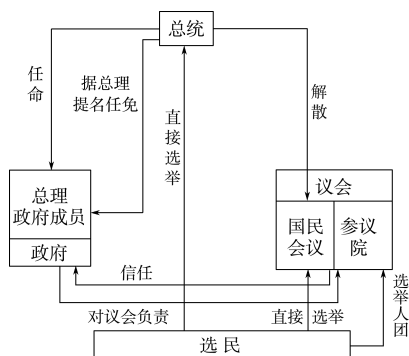 总统
任命
据总理
提名任免
直接选举
解散
总理
政府成员
政府
议会
国民
会议
参议
院
信任
对议会负责
直接
选举
选举人团
选民